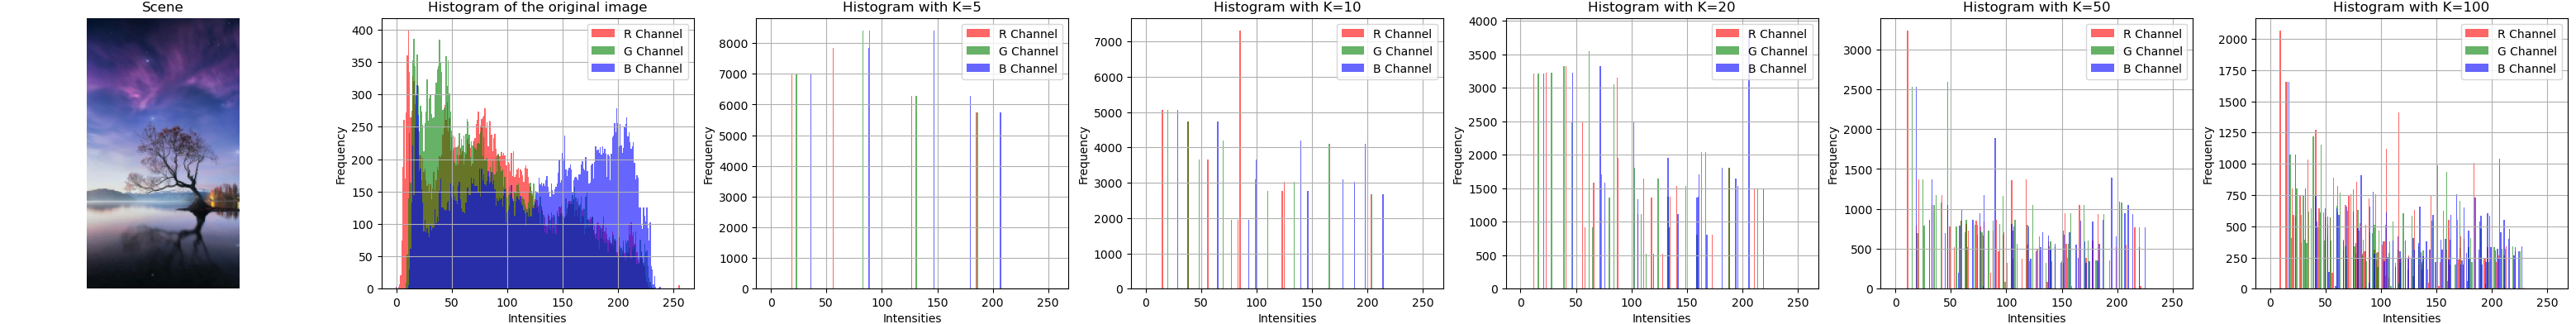 Scene
Histogram of the original image
R Channel
G Channel
B Channel
Frequency
400
350
300
250
200
150
100
50
0
0 50 100 150 200 250
Intensities
Histogram with K=5
R Channel
G Channel
B Channel
Frequency
8000
7000
6000
5000
4000
3000
2000
1000
0
0 50 100 150 200 250
Intensities
Histogram with K=10
R Channel
G Channel
B Channel
Frequency
7000
6000
5000
4000
3000
2000
1000
0
0 50 100 150 200 250
Intensities
Histogram with K=20
R Channel
G Channel
B Channel
Frequency
4000
3500
3000
2500
2000
1500
1000
500
0
0 50 100 150 200 250
Intensities
Histogram with K=50
R Channel
G Channel
B Channel
Frequency
3000
2500
2000
1500
1000
500
0
0 50 100 150 200 250
Intensities
Histogram with K=100
R Channel
G Channel
B Channel
Frequency
2000
1750
1500
1250
1000
750
500
250
0
0 50 100 150 200 250
Intensities